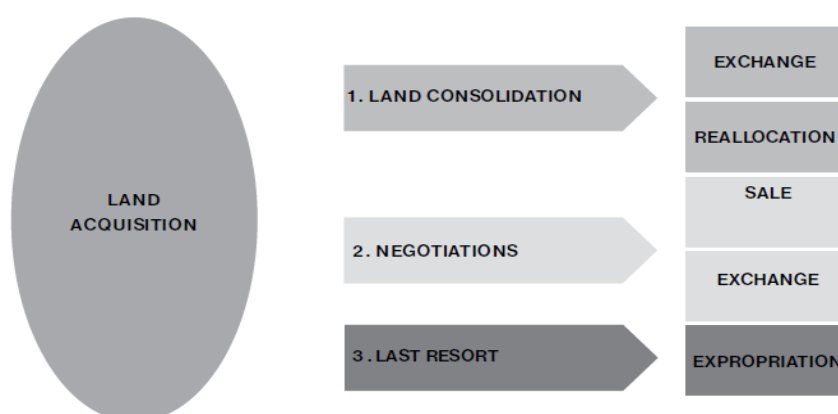 LAND
ACQUISITION
1. LAND CONSOLIDATION
2. NEGOTIATIONS
3. LAST RESORT
EXCHANGE
REALLOCATION
SALE
EXCHANGE
EXPROPRIATION